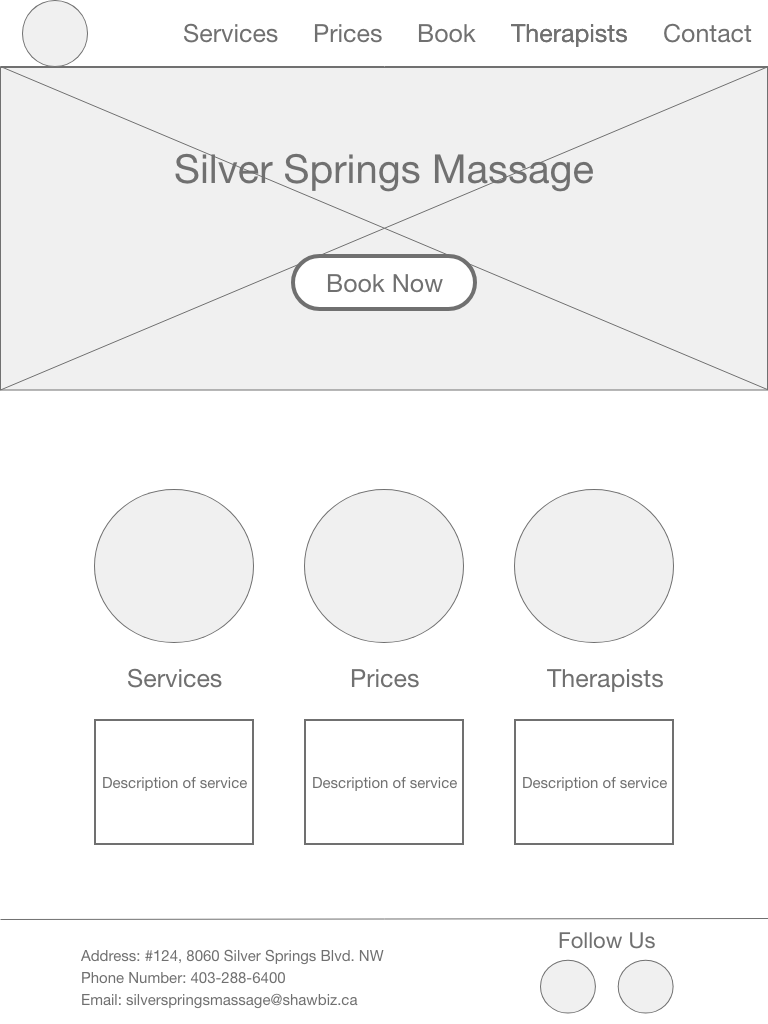 Services Prices Book Therapists Contact
Silver Springs Massage
Book Now
Services Prices Therapists
Description of service Description of service Description of service
Follow Us
Address: #124, 8060 Silver Springs Blvd. NW
Phone Number: 403-288-6400
Email: silverspringsmassage@shawbiz.ca